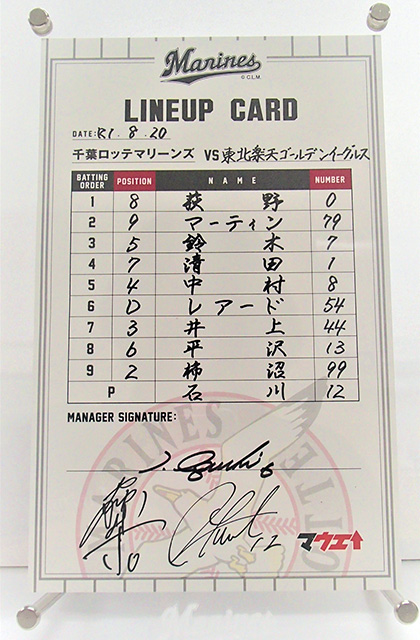 Marines
© C.L.M.
LINEUP CARD
DATE: R1.8.20
千葉ロッテマリーンズ VS 東北楽天ゴールデンイーグルス
BATTING ORDER POSITION NAME NUMBER
1 8 荻野 0
2 9 マーティン 79
3 5 鈴木 7
4 7 清田 1
5 4 中村 8
6 D レアード 54
7 3 井上 44
8 6 平沢 13
9 2 柿沼 99
P 石川 12
MANAGER SIGNATURE:
マウエ↑